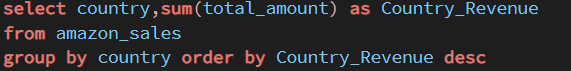 select country,sum(total_amount) as Country_Revenue
from amazon_sales
group by country order by Country_Revenue desc